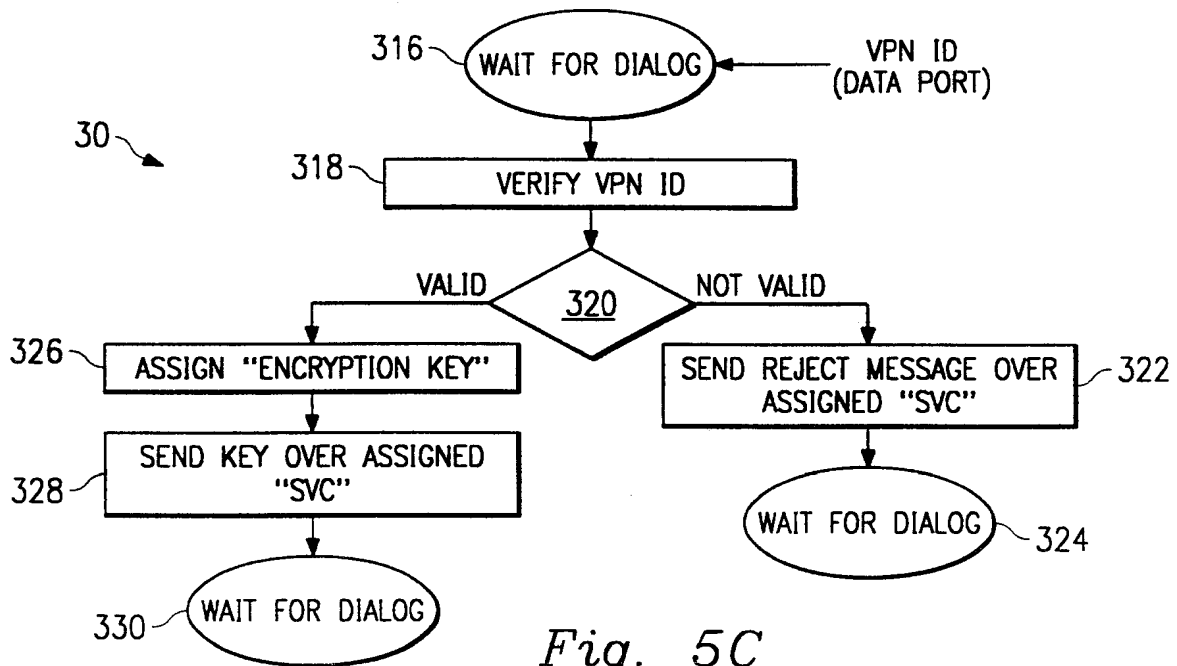 316
WAIT FOR DIALOG
VPN ID
(DATA PORT)
30
318
VERIFY VPN ID
VALID
320
NOT VALID
326
ASSIGN "ENCRYPTION KEY"
SEND REJECT MESSAGE OVER
ASSIGNED "SVC"
322
328
SEND KEY OVER ASSIGNED
"SVC"
WAIT FOR DIALOG
324
330
WAIT FOR DIALOG
Fig. 5C